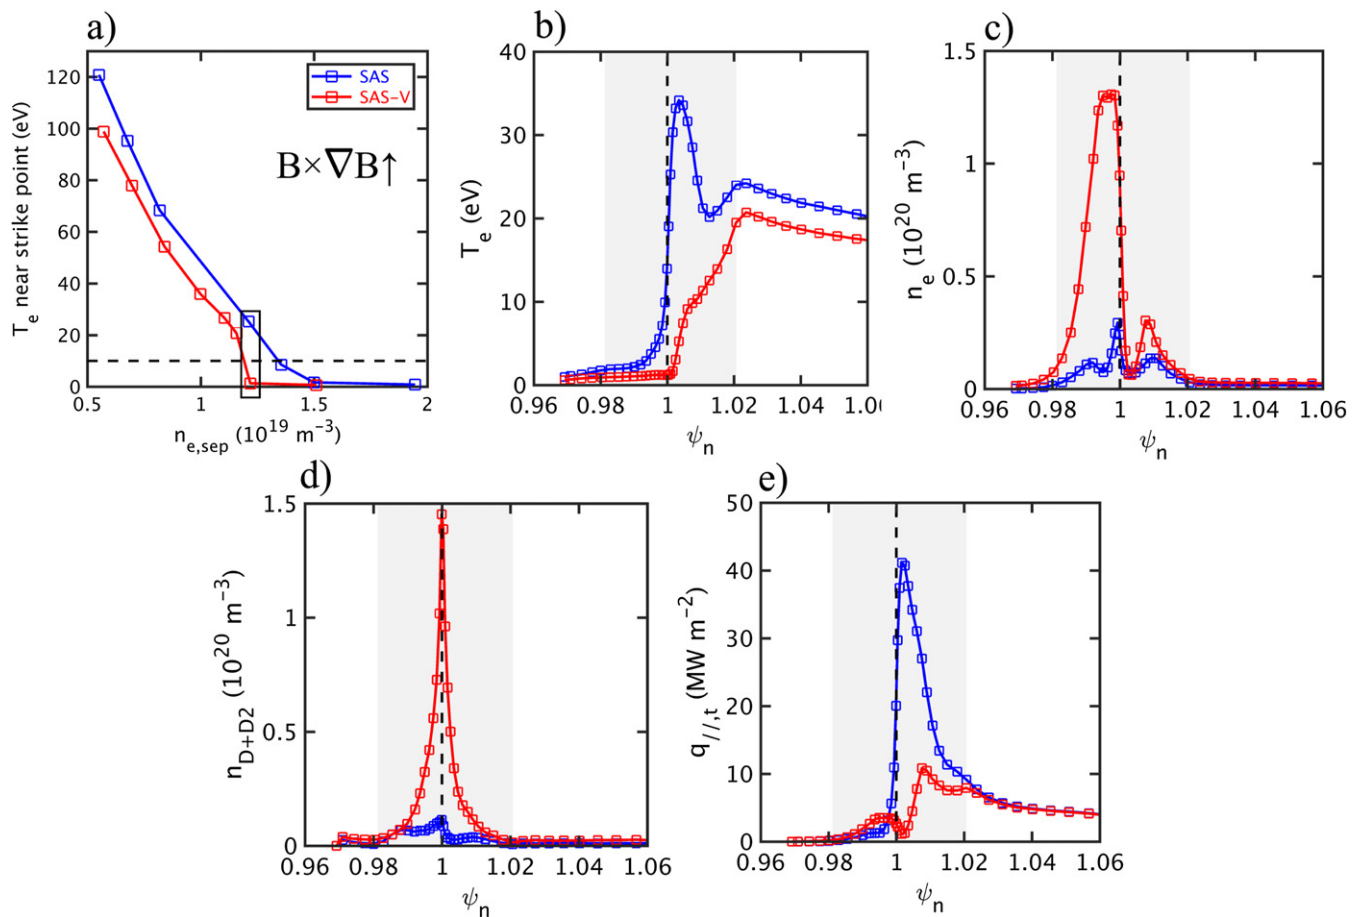 a)
T_e near strike point (eV)
120
100
80
60
40
20
0
SAS
SAS-V
B×∇B↑
0.5 1 1.5 2
n_e,sep (10^19 m^−3)
b)
T_e (eV)
40
30
20
10
0
0.96 0.98 1 1.02 1.04 1.0
ψ_n
c)
n_e (10^20 m^−3)
1.5
1
0.5
0
0.96 0.98 1 1.02 1.04 1.06
ψ_n
d)
n_D+D2 (10^20 m^−3)
1.5
1
0.5
0
0.96 0.98 1 1.02 1.04 1.06
ψ_n
e)
q_//,t (MW m^−2)
50
40
30
20
10
0
0.96 0.98 1 1.02 1.04 1.06
ψ_n